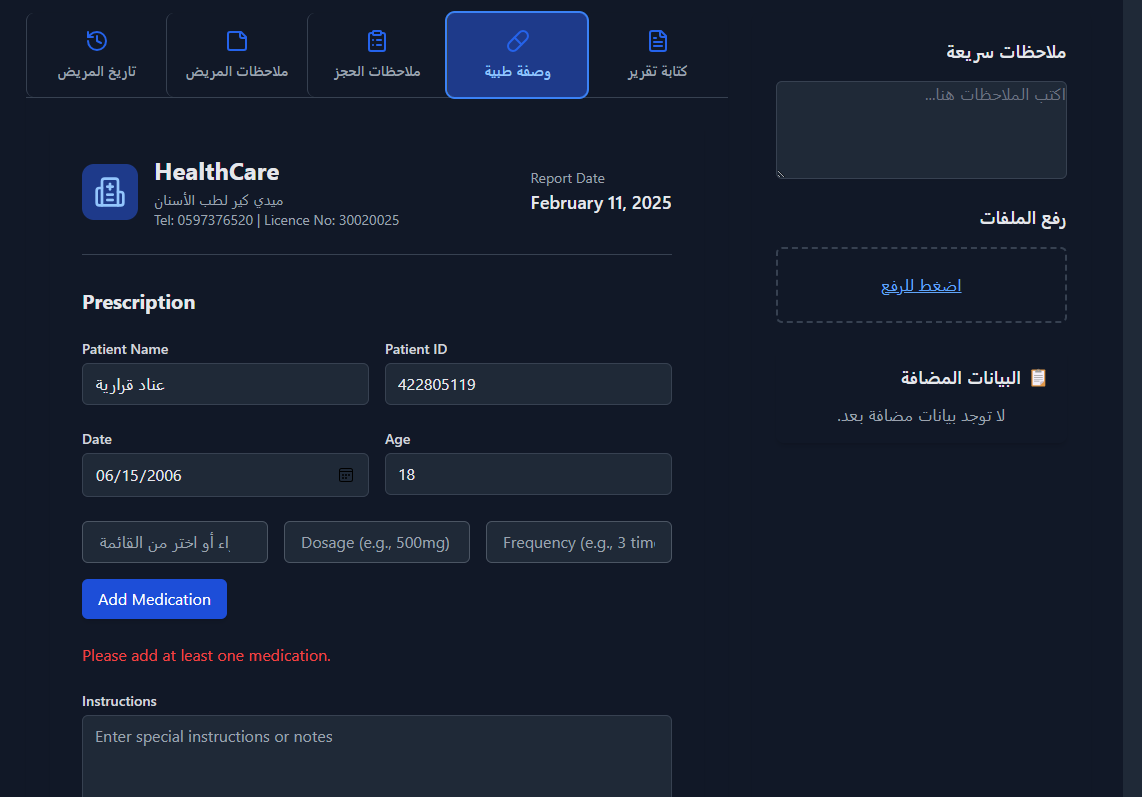 تاريخ المريض
ملاحظات المريض
ملاحظات الحجز
وصفة طبية
كتابة تقرير
HealthCare
ميدي كير لطب الأسنان
Tel: 0597376520 | Licence No: 30020025
Report Date
February 11, 2025
Prescription
Patient Name
Patient ID
عناد قرارية
422805119
Date
Age
06/15/2006
18
أو اختر من القائمة
Dosage (e.g., 500mg)
Frequency (e.g., 3
Add Medication
Please add at least one medication.
Instructions
Enter special instructions or notes
ملاحظات سريعة
اكتب الملاحظات هنا...
رفع الملفات
اضغط للرفع
📋 البيانات المضافة
لا توجد بيانات مضافة بعد.